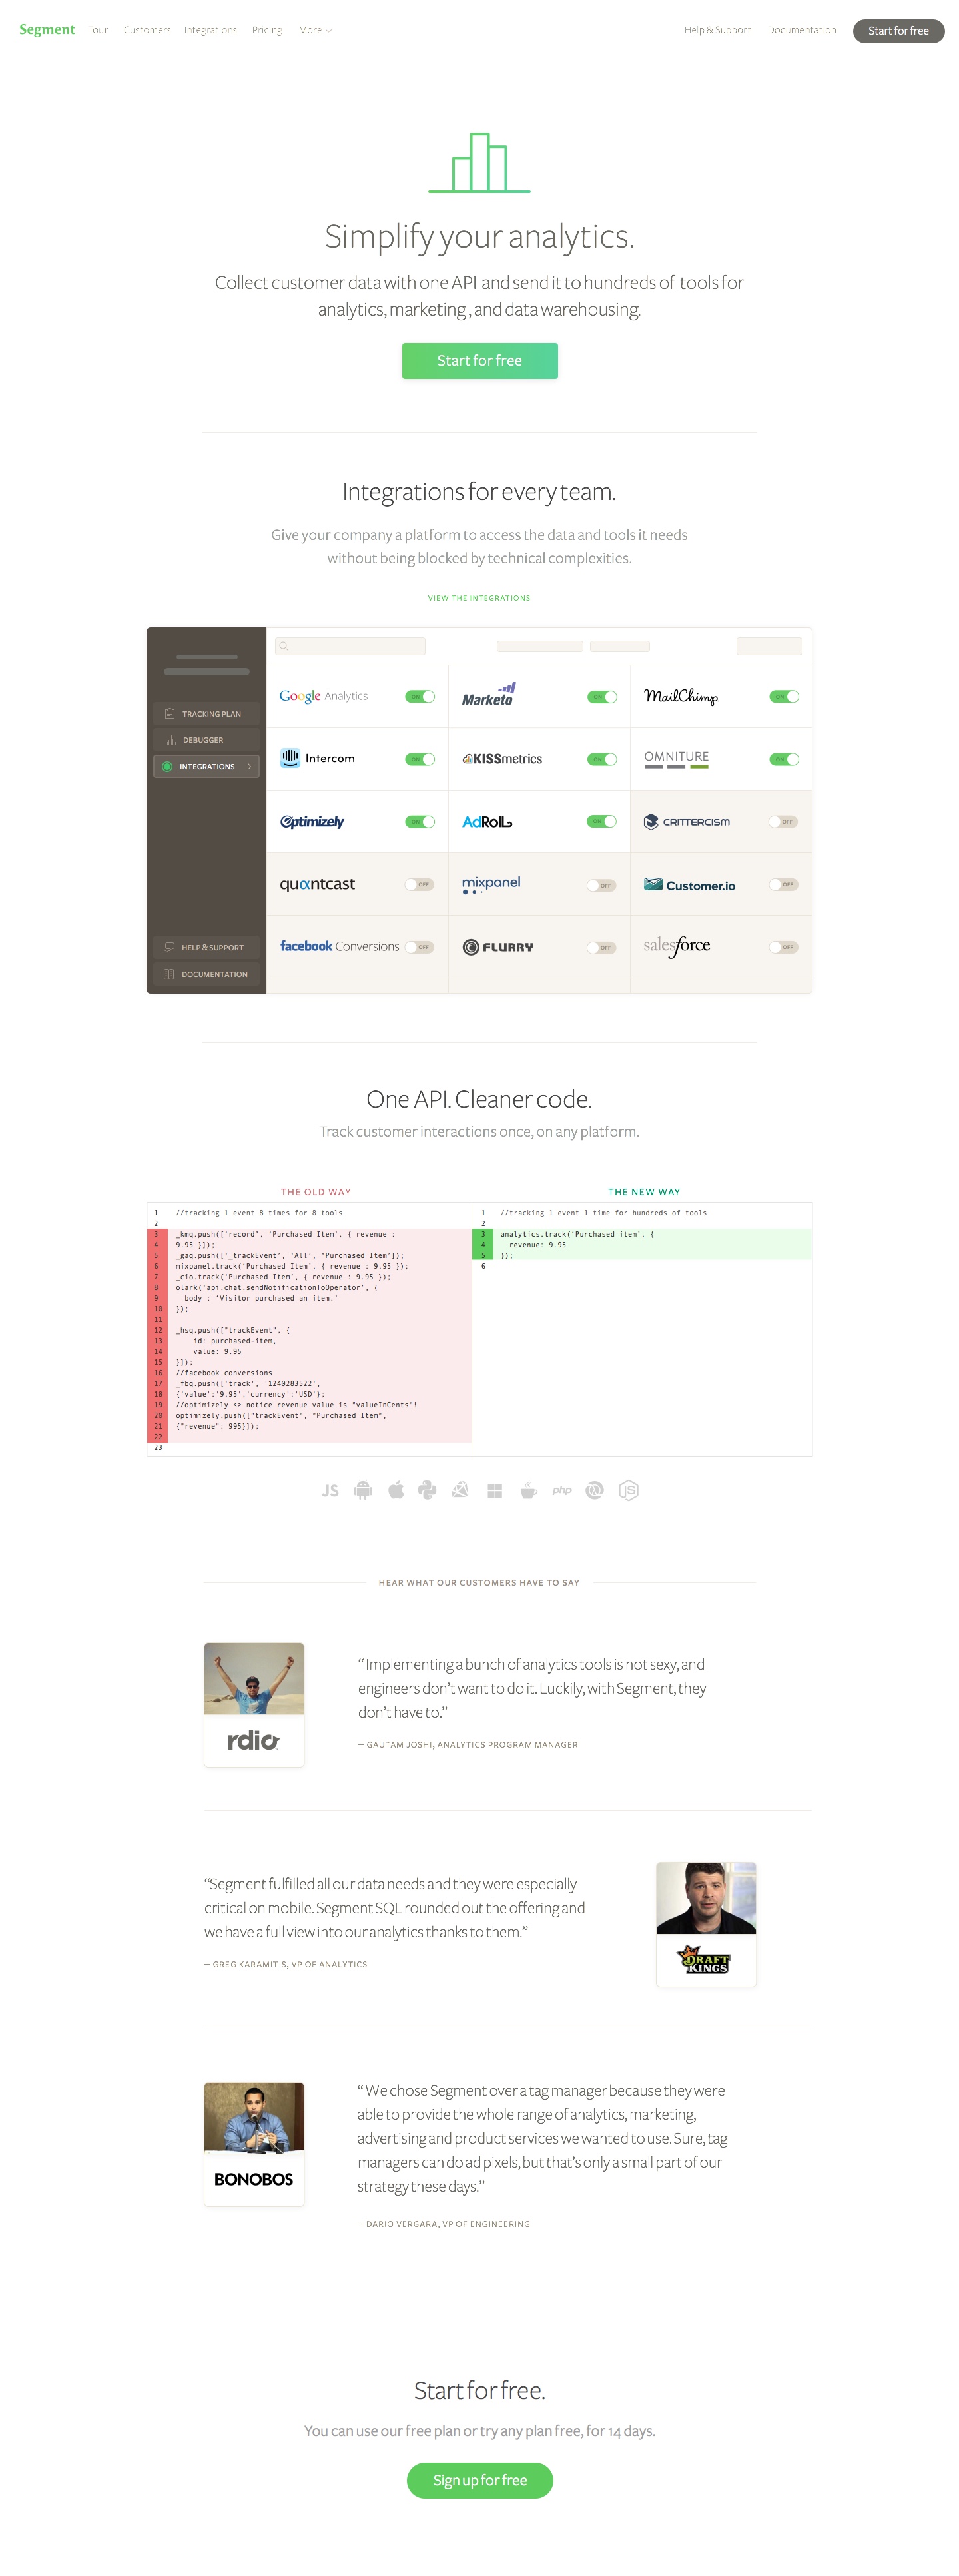 Segment Tour Customers Integrations Pricing More Help & Support Documentation Start for free
Simplify your analytics.
Collect customer data with one API and send it to hundreds of tools for
analytics, marketing, and data warehousing.
Start for free
Integrations for every team.
Give your company a platform to access the data and tools it needs
without being blocked by technical complexities.
VIEW THE INTEGRATIONS
TRACKING PLAN
DEBUGGER
INTEGRATIONS
HELP & SUPPORT
DOCUMENTATION
Google Analytics ON Marketo ON MailChimp ON
Intercom ON KISSmetrics ON OMNITURE ON
Optimizely ON AdRoll ON CRITTERCISM OFF
quantcast OFF mixpanel OFF Customer.io OFF
facebook Conversions OFF FLURRY OFF salesforce OFF
One API. Cleaner code.
Track customer interactions once, on any platform.
THE OLD WAY
1 //tracking 1 event 8 times for 8 tools
2
3 _kmq.push(['record', 'Purchased Item', { revenue :
4 9.95 }]);
5 _gaq.push(['_trackEvent', 'All', 'Purchased Item']);
6 mixpanel.track('Purchased Item', { revenue : 9.95 });
7 _cio.track('Purchased Item', { revenue : 9.95 });
8 olark('api.chat.sendNotificationToOperator', {
9 body : 'Visitor purchased an item.'
10 });
11
12 _hsq.push(["trackEvent", {
13 id: purchased-item,
14 value: 9.95
15 }]);
16 //facebook conversions
17 _fbq.push(['track', '1240283522',
18 {'value':'9.95','currency':'USD'};
19 //optimizely <> notice revenue value is "valueInCents"!
20 optimizely.push(["trackEvent", "Purchased Item",
21 {"revenue": 995}]);
22
23
THE NEW WAY
1 //tracking 1 event 1 time for hundreds of tools
2
3 analytics.track('Purchased item', {
4 revenue: 9.95
5 });
6
JS php JS
HEAR WHAT OUR CUSTOMERS HAVE TO SAY
rdio
“ Implementing a bunch of analytics tools is not sexy, and
engineers don’t want to do it. Luckily, with Segment, they
don’t have to.”
— GAUTAM JOSHI, ANALYTICS PROGRAM MANAGER
“Segment fulfilled all our data needs and they were especially
critical on mobile. Segment SQL rounded out the offering and
we have a full view into our analytics thanks to them.”
— GREG KARAMITIS, VP OF ANALYTICS
DRAFT
KINGS
BONOBOS
“ We chose Segment over a tag manager because they were
able to provide the whole range of analytics, marketing,
advertising and product services we wanted to use. Sure, tag
managers can do ad pixels, but that’s only a small part of our
strategy these days.”
— DARIO VERGARA, VP OF ENGINEERING
Start for free.
You can use our free plan or try any plan free, for 14 days.
Sign up for free